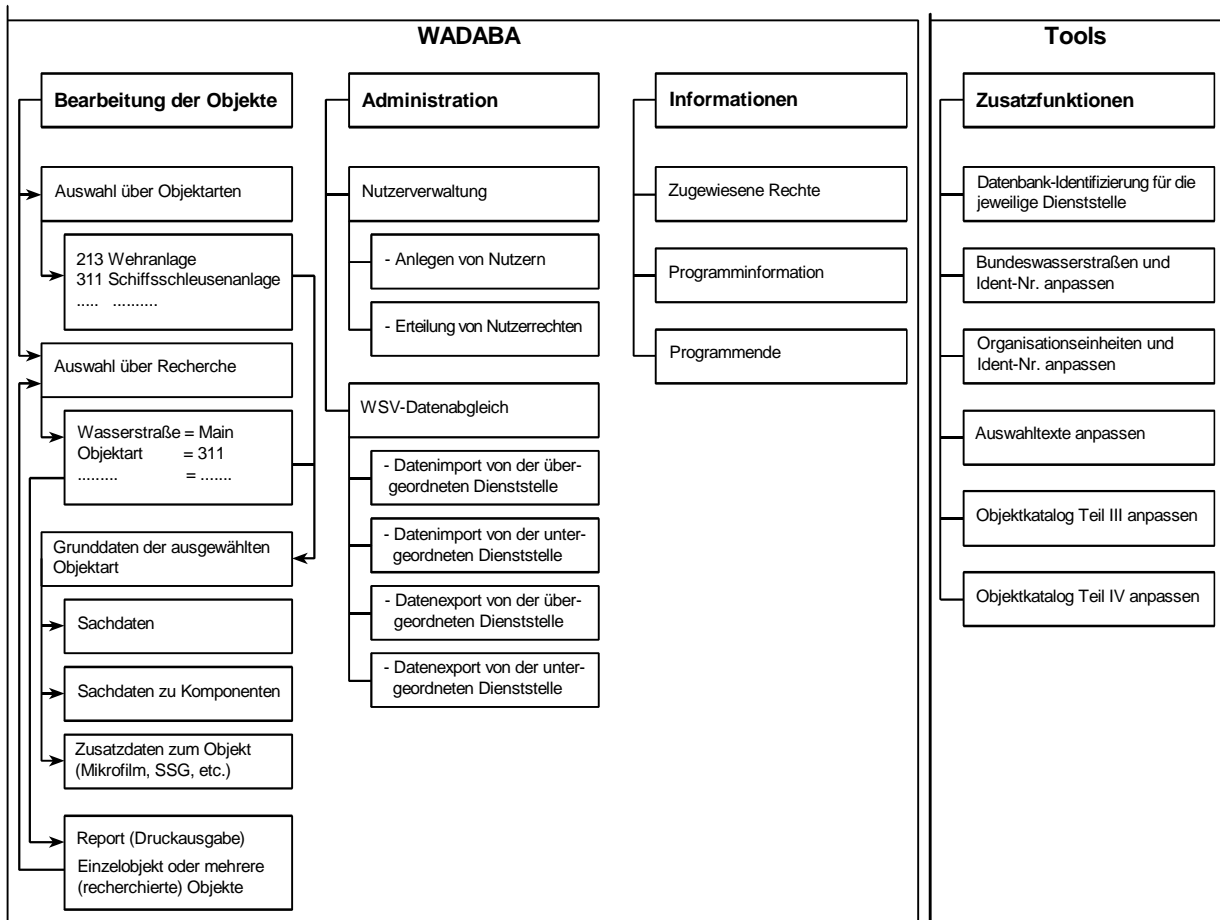 WADABA
Bearbeitung der Objekte
Auswahl über Objektarten
213 Wehranlage
311 Schiffsschleusenanlage
..... ..........
Auswahl über Recherche
Wasserstraße = Main
Objektart = 311
......... = .......
Grunddaten der ausgewählten
Objektart
Sachdaten
Sachdaten zu Komponenten
Zusatzdaten zum Objekt
(Mikrofilm, SSG, etc.)
Report (Druckausgabe)
Einzelobjekt oder mehrere
(recherchierte) Objekte
Administration
Nutzerverwaltung
- Anlegen von Nutzern
- Erteilung von Nutzerrechten
WSV-Datenabgleich
- Datenimport von der über-
geordneten Dienststelle
- Datenimport von der unter-
geordneten Dienststelle
- Datenexport von der über-
geordneten Dienststelle
- Datenexport von der unter-
geordneten Dienststelle
Informationen
Zugewiesene Rechte
Programminformation
Programmende
Tools
Zusatzfunktionen
Datenbank-Identifizierung für die
jeweilige Dienststelle
Bundeswasserstraßen und
Ident-Nr. anpassen
Organisationseinheiten und
Ident-Nr. anpassen
Auswahltexte anpassen
Objektkatalog Teil III anpassen
Objektkatalog Teil IV anpassen